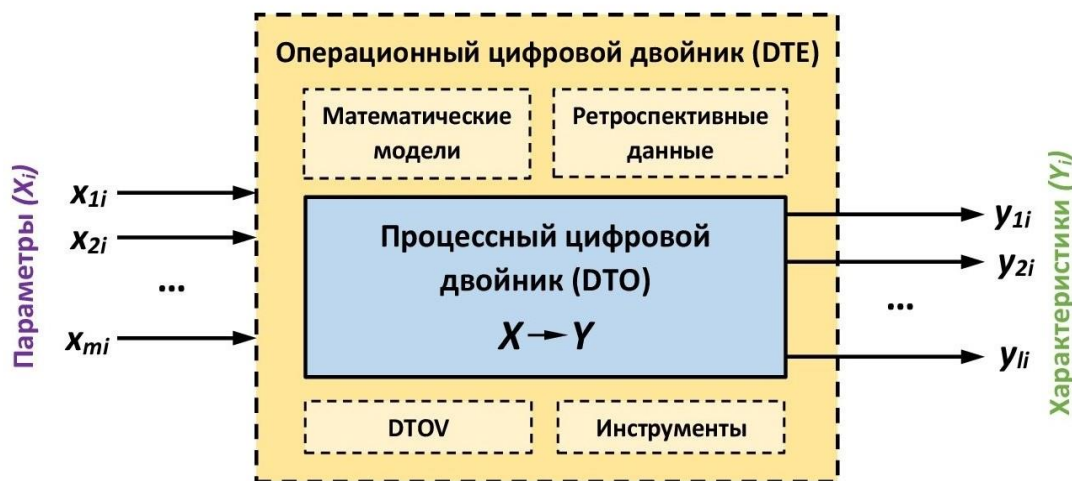 Операционный цифровой двойник (DTE)
Математические
модели
Ретроспективные
данные
Параметры (Xi)
x1i
x2i
...
xmi
Процессный цифровой
двойник (DTO)
X → Y
y1i
y2i
...
yli
Характеристики (Yi)
DTOV
Инструменты